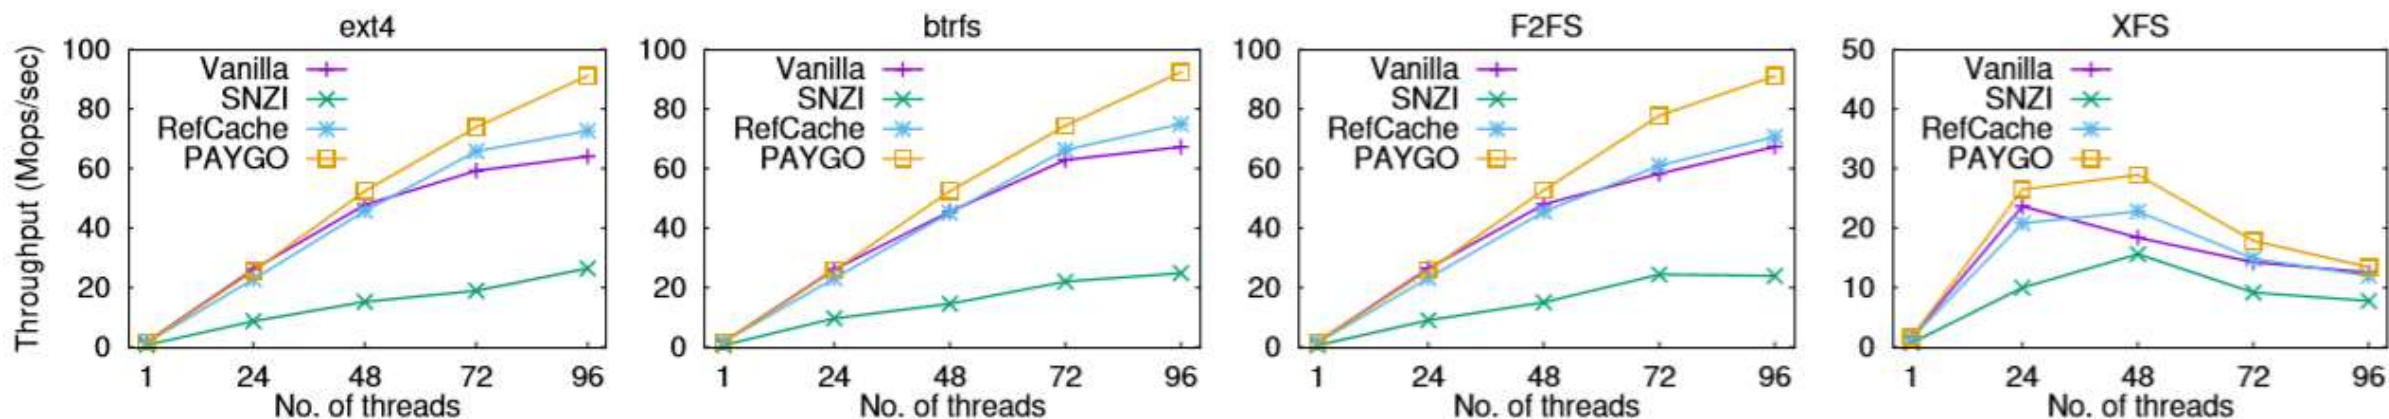 ext4
Throughput (Mops/sec)
100
80
60
40
20
0
Vanilla
SNZI
RefCache
PAYGO
1 24 48 72 96
No. of threads
btrfs
100
80
60
40
20
0
Vanilla
SNZI
RefCache
PAYGO
1 24 48 72 96
No. of threads
F2FS
100
80
60
40
20
0
Vanilla
SNZI
RefCache
PAYGO
1 24 48 72 96
No. of threads
XFS
50
40
30
20
10
0
Vanilla
SNZI
RefCache
PAYGO
1 24 48 72 96
No. of threads